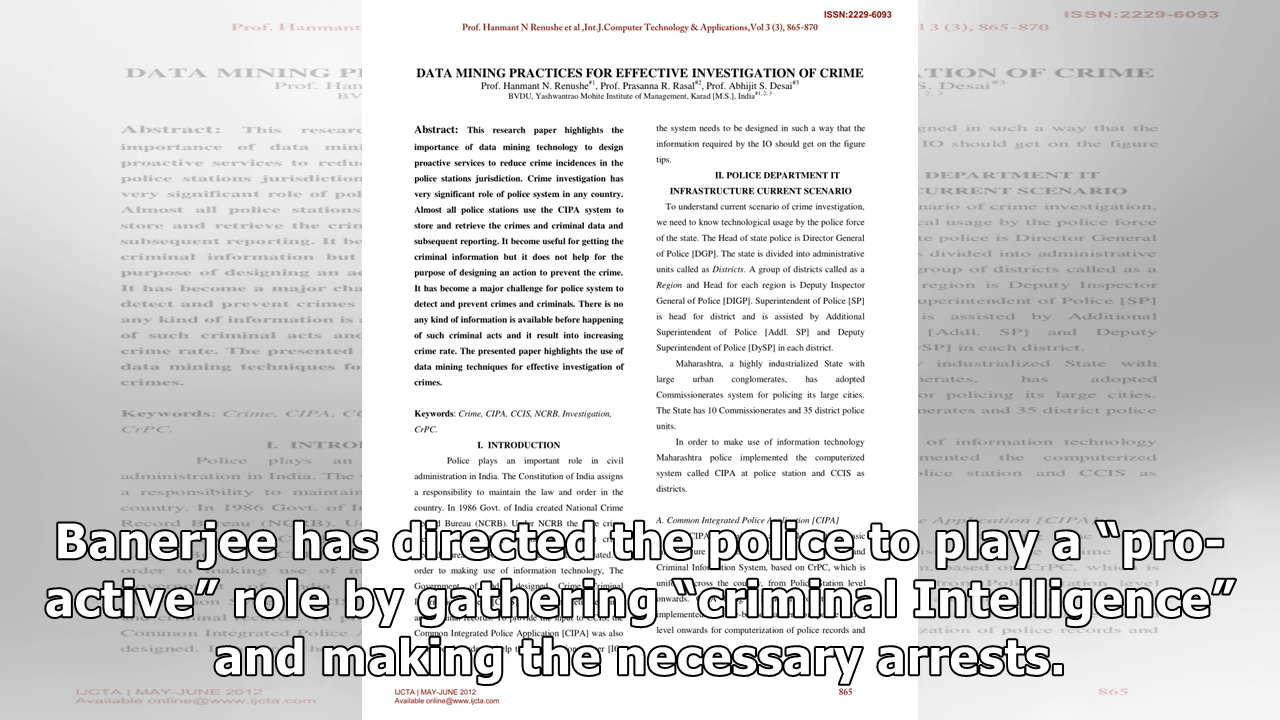 ISSN:2229-6093
Prof. Hanmant N Renushe et al ,Int.J.Computer Technology & Applications,Vol 3 (3), 865-870
DATA MINING PRACTICES FOR EFFECTIVE INVESTIGATION OF CRIME
Prof. Hanmant N. Renushe#1, Prof. Prasanna R. Rasal#2, Prof. Abhijit S. Desai#3
BVDU, Yashwantrao Mohite Institute of Management, Karad [M.S.], India#1, 2, 3
Abstract: This research paper highlights the
importance of data mining technology to design
proactive services to reduce crime incidences in the
police stations jurisdiction. Crime investigation has
very significant role of police system in any country.
Almost all police stations use the CIPA system to
store and retrieve the crimes and criminal data and
subsequent reporting. It become useful for getting the
criminal information but it does not help for the
purpose of designing an action to prevent the crime.
It has become a major challenge for police system to
detect and prevent crimes and criminals. There is no
any kind of information is available before happening
of such criminal acts and it result into increasing
crime rate. The presented paper highlights the use of
data mining techniques for effective investigation of
crimes.
Keywords: Crime, CIPA, CCIS, NCRB, Investigation,
CrPC.
I. INTRODUCTION
Police plays an important role in civil
administration in India. The Constitution of India assigns
a responsibility to maintain the law and order in the
country. In 1986 Govt. of India created National Crime
Bureau (NCRB).
order to making use of information technology, The
Common Integrated Police Application [CIPA] was also
the system needs to be designed in such a way that the
information required by the IO should get on the figure
tips.
II. POLICE DEPARTMENT IT
INFRASTRUCTURE CURRENT SCENARIO
To understand current scenario of crime investigation,
we need to know technological usage by the police force
of the state. The Head of state police is Director General
of Police [DGP]. The state is divided into administrative
units called as Districts. A group of districts called as a
Region and Head for each region is Deputy Inspector
General of Police [DIGP]. Superintendent of Police [SP]
is head for district and is assisted by Additional
Superintendent of Police [Addl. SP] and Deputy
Superintendent of Police [DySP] in each district.
Maharashtra, a highly industrialized State with
large urban conglomerates, has adopted
Commissionerates system for policing its large cities.
The State has 10 Commissionerates and 35 district police
units.
In order to make use of information technology
Maharashtra police implemented the computerized
system called CIPA at police station and CCIS as
districts.
A. Common Integrated Police Application [CIPA]
Criminal Information System, based on CrPC, which is
level onwards for computerization of police records and
Banerjee has directed the police to play a “pro-
active” role by gathering “criminal Intelligence”
and making the necessary arrests.
IJCTA | MAY-JUNE 2012
Available online@www.ijcta.com
865